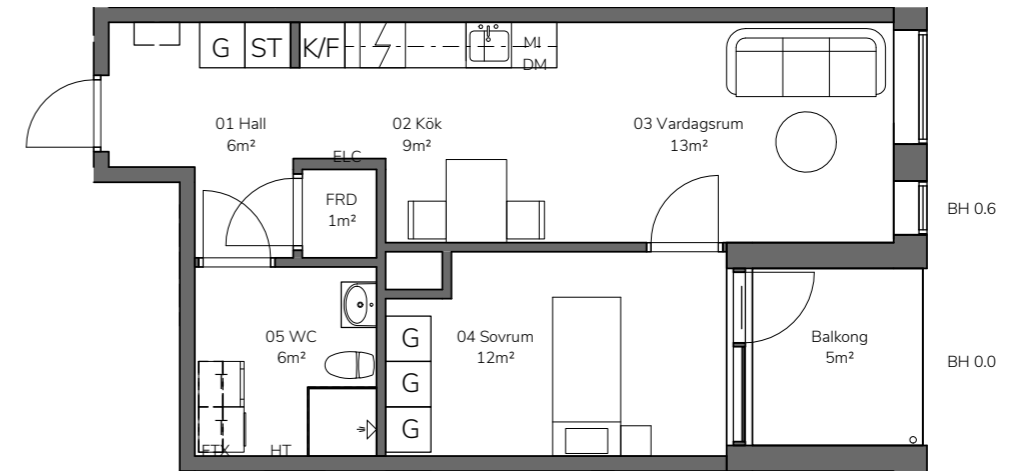 G ST K/F MI
DM
01 Hall
6m²
02 Kök
9m²
03 Vardagsrum
13m²
ELC
FRD
1m²
BH 0.6
05 WC
6m²
G
04 Sovrum
12m²
G
G
Balkong
5m²
BH 0.0
FTX HT